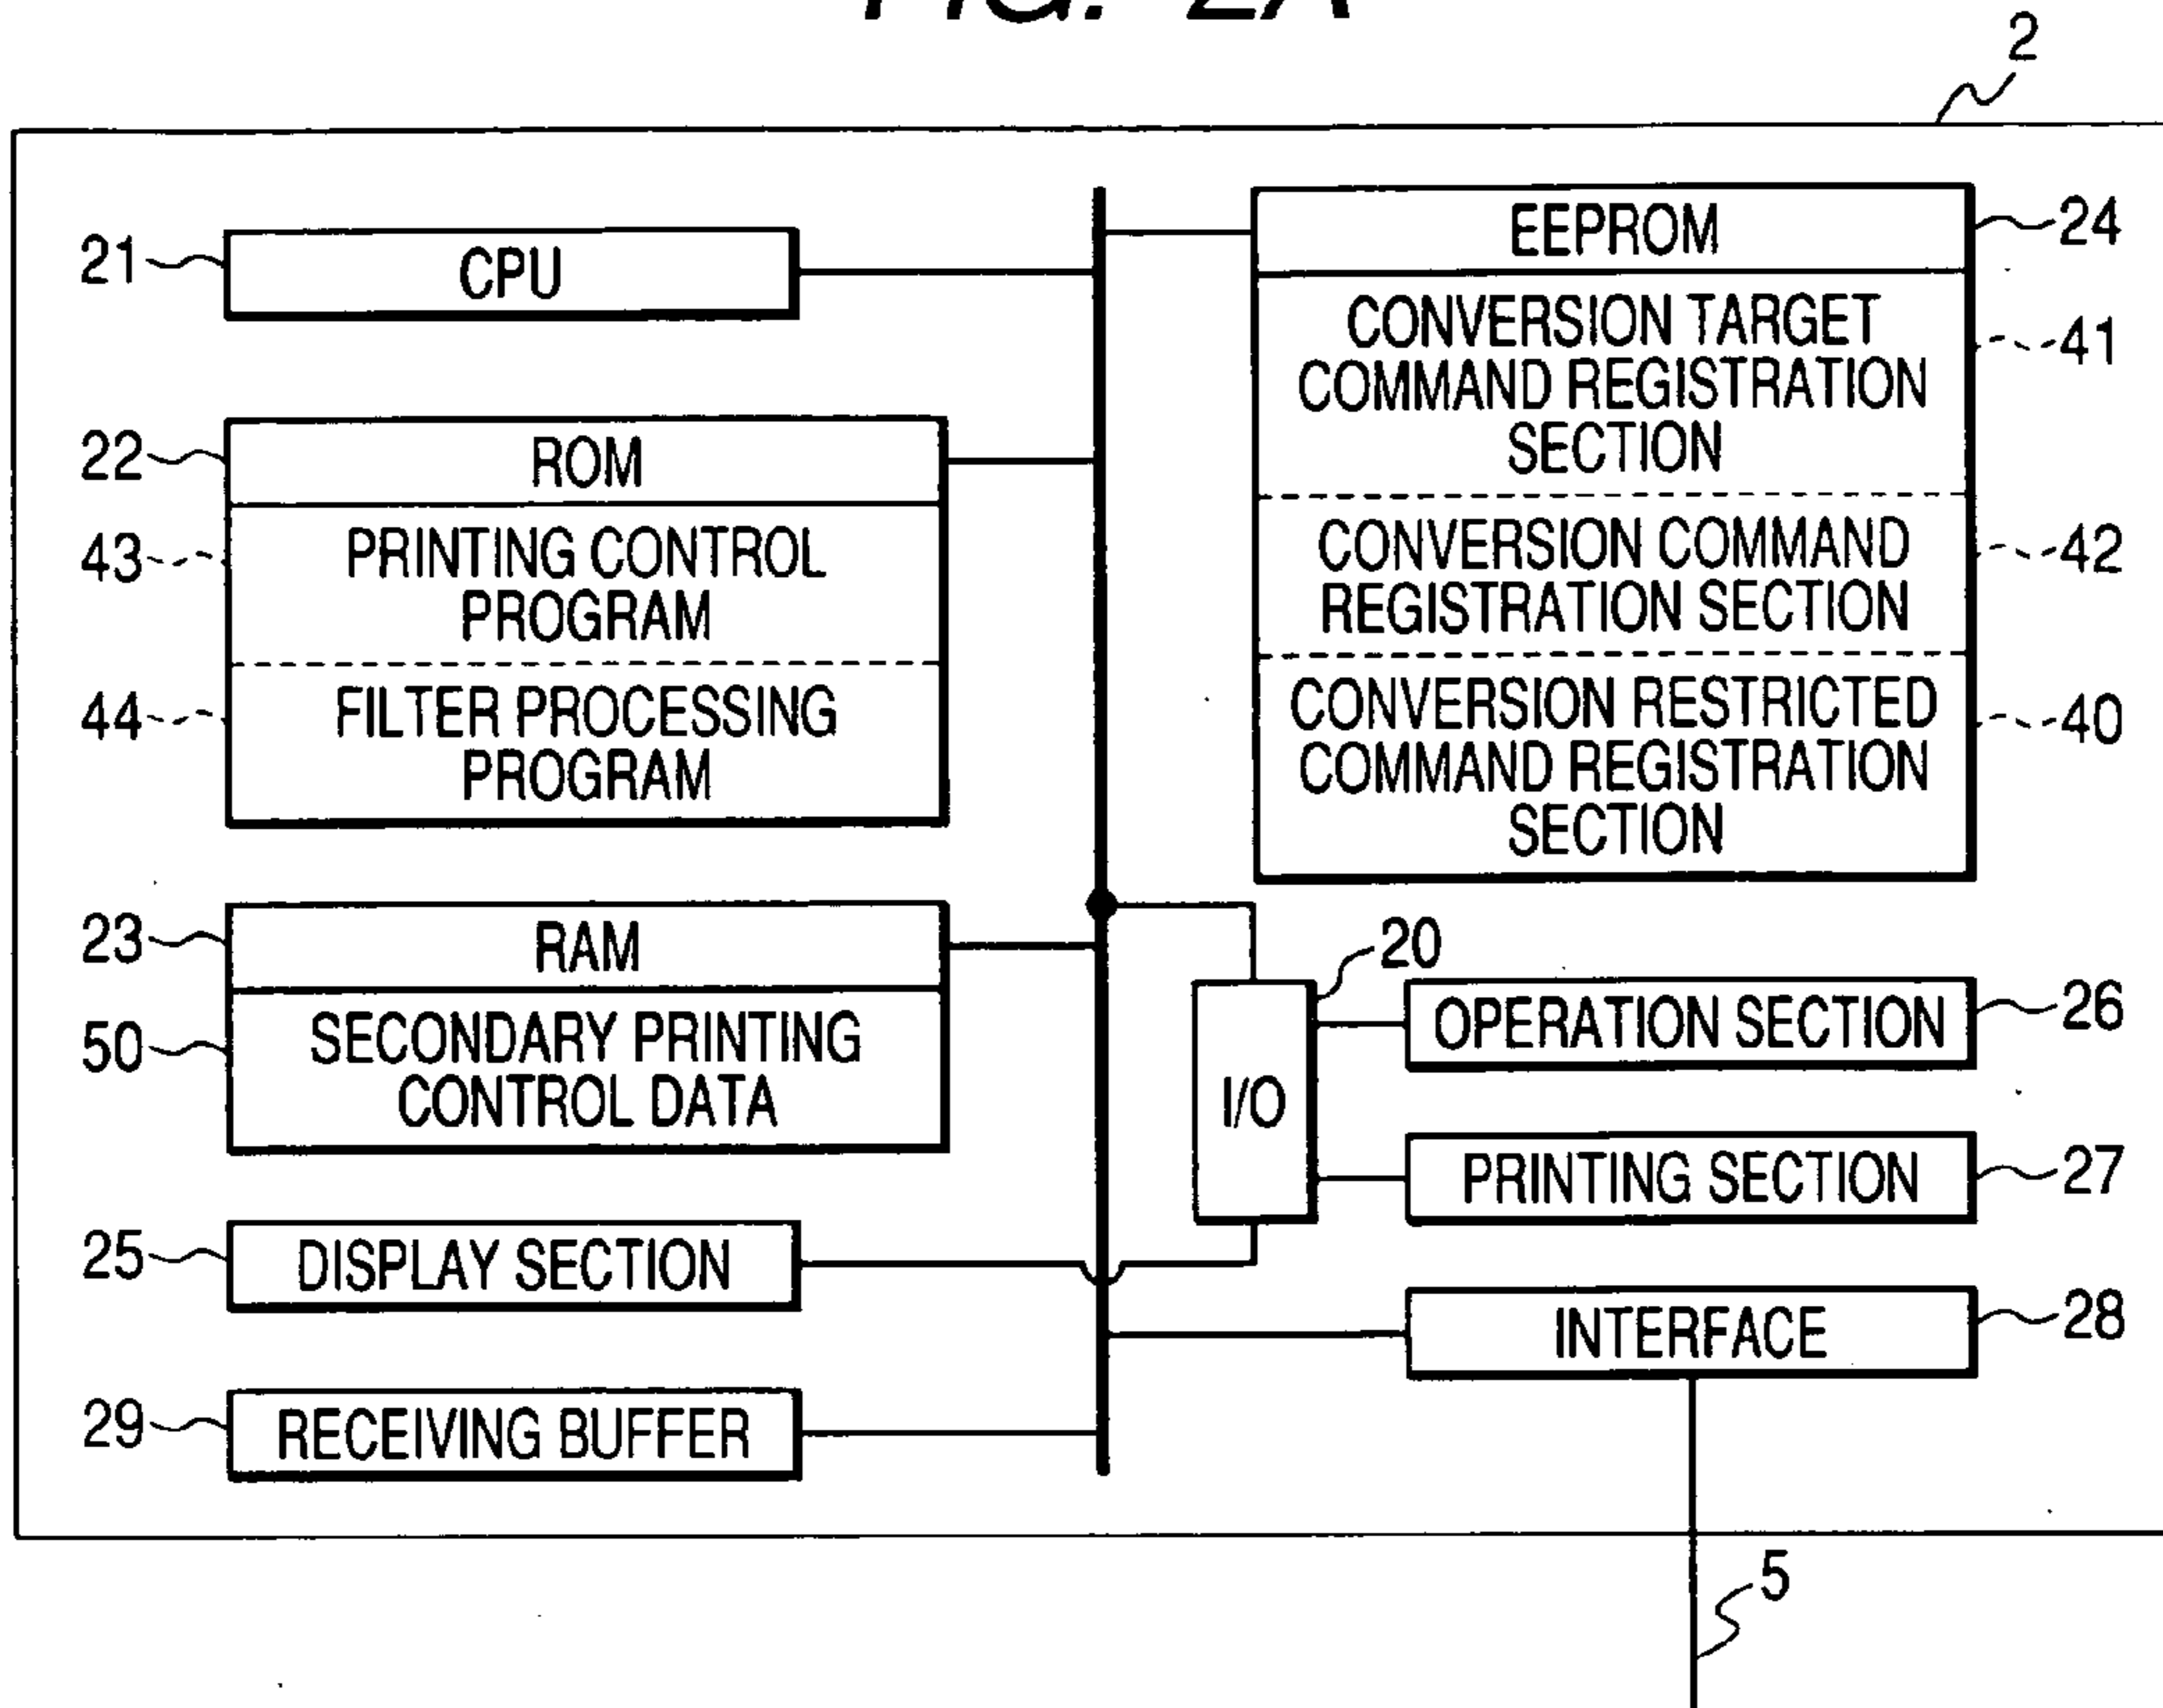 FIG. 2A
2
21
CPU
22
ROM
43
PRINTING CONTROL
PROGRAM
44
FILTER PROCESSING
PROGRAM
23
RAM
50
SECONDARY PRINTING
CONTROL DATA
25
DISPLAY SECTION
29
RECEIVING BUFFER
EEPROM
24
CONVERSION TARGET
COMMAND REGISTRATION
SECTION
41
CONVERSION COMMAND
REGISTRATION SECTION
42
CONVERSION RESTRICTED
COMMAND REGISTRATION
SECTION
40
20
I/O
OPERATION SECTION
26
PRINTING SECTION
27
INTERFACE
28
5